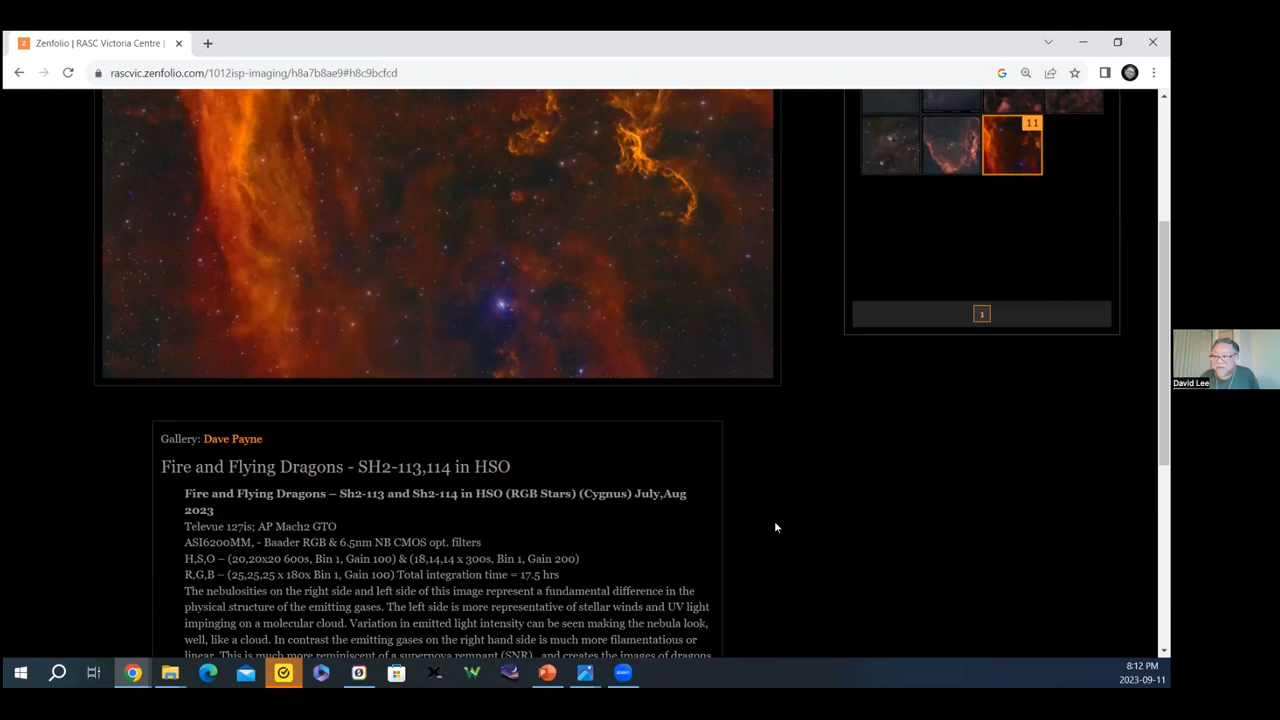 Zenfolio | RASC Victoria Centre |
rascvic.zenfolio.com/1012isp-imaging/h8a7b8ae9#h8c9bcfcd
11
1
David Lee
Gallery: Dave Payne
Fire and Flying Dragons - SH2-113,114 in HSO
Fire and Flying Dragons – Sh2-113 and Sh2-114 in HSO (RGB Stars) (Cygnus) July,Aug
2023
Televue 127is; AP Mach2 GTO
ASI6200MM, - Baader RGB & 6.5nm NB CMOS opt. filters
H,S,O – (20,20x20 600s, Bin 1, Gain 100) & (18,14,14 x 300s, Bin 1, Gain 200)
R,G,B – (25,25,25 x 180x Bin 1, Gain 100) Total integration time = 17.5 hrs
The nebulosities on the right side and left side of this image represent a fundamental difference in the
physical structure of the emitting gases. The left side is more representative of stellar winds and UV light
impinging on a molecular cloud. Variation in emitted light intensity can be seen making the nebula look,
well, like a cloud. In contrast the emitting gases on the right hand side is much more filamentatious or
linear. This is much more reminiscent of a supernova remnant (SNR), and creates the images of dragons
8:12 PM
2023-09-11